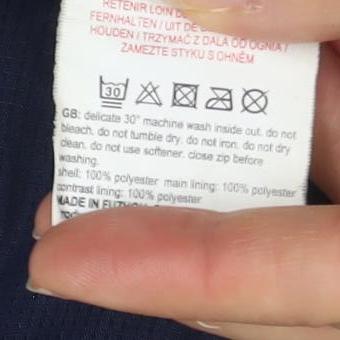 RETENIR LOIN D
FERNHALTEN / UIT DE
HOUDEN / TRZYMAĆ Z DALA OD OGNIA /
ZAMEZTE STYKU S OHNĚM
30
GB: delicate 30° machine wash inside out. do not
bleach. do not tumble dry. do not iron. do not dry
clean. do not use softener. close zip before
washing.
shell: 100% polyester main lining: 100% polyester
contrast lining: 100% polyester
MADE IN